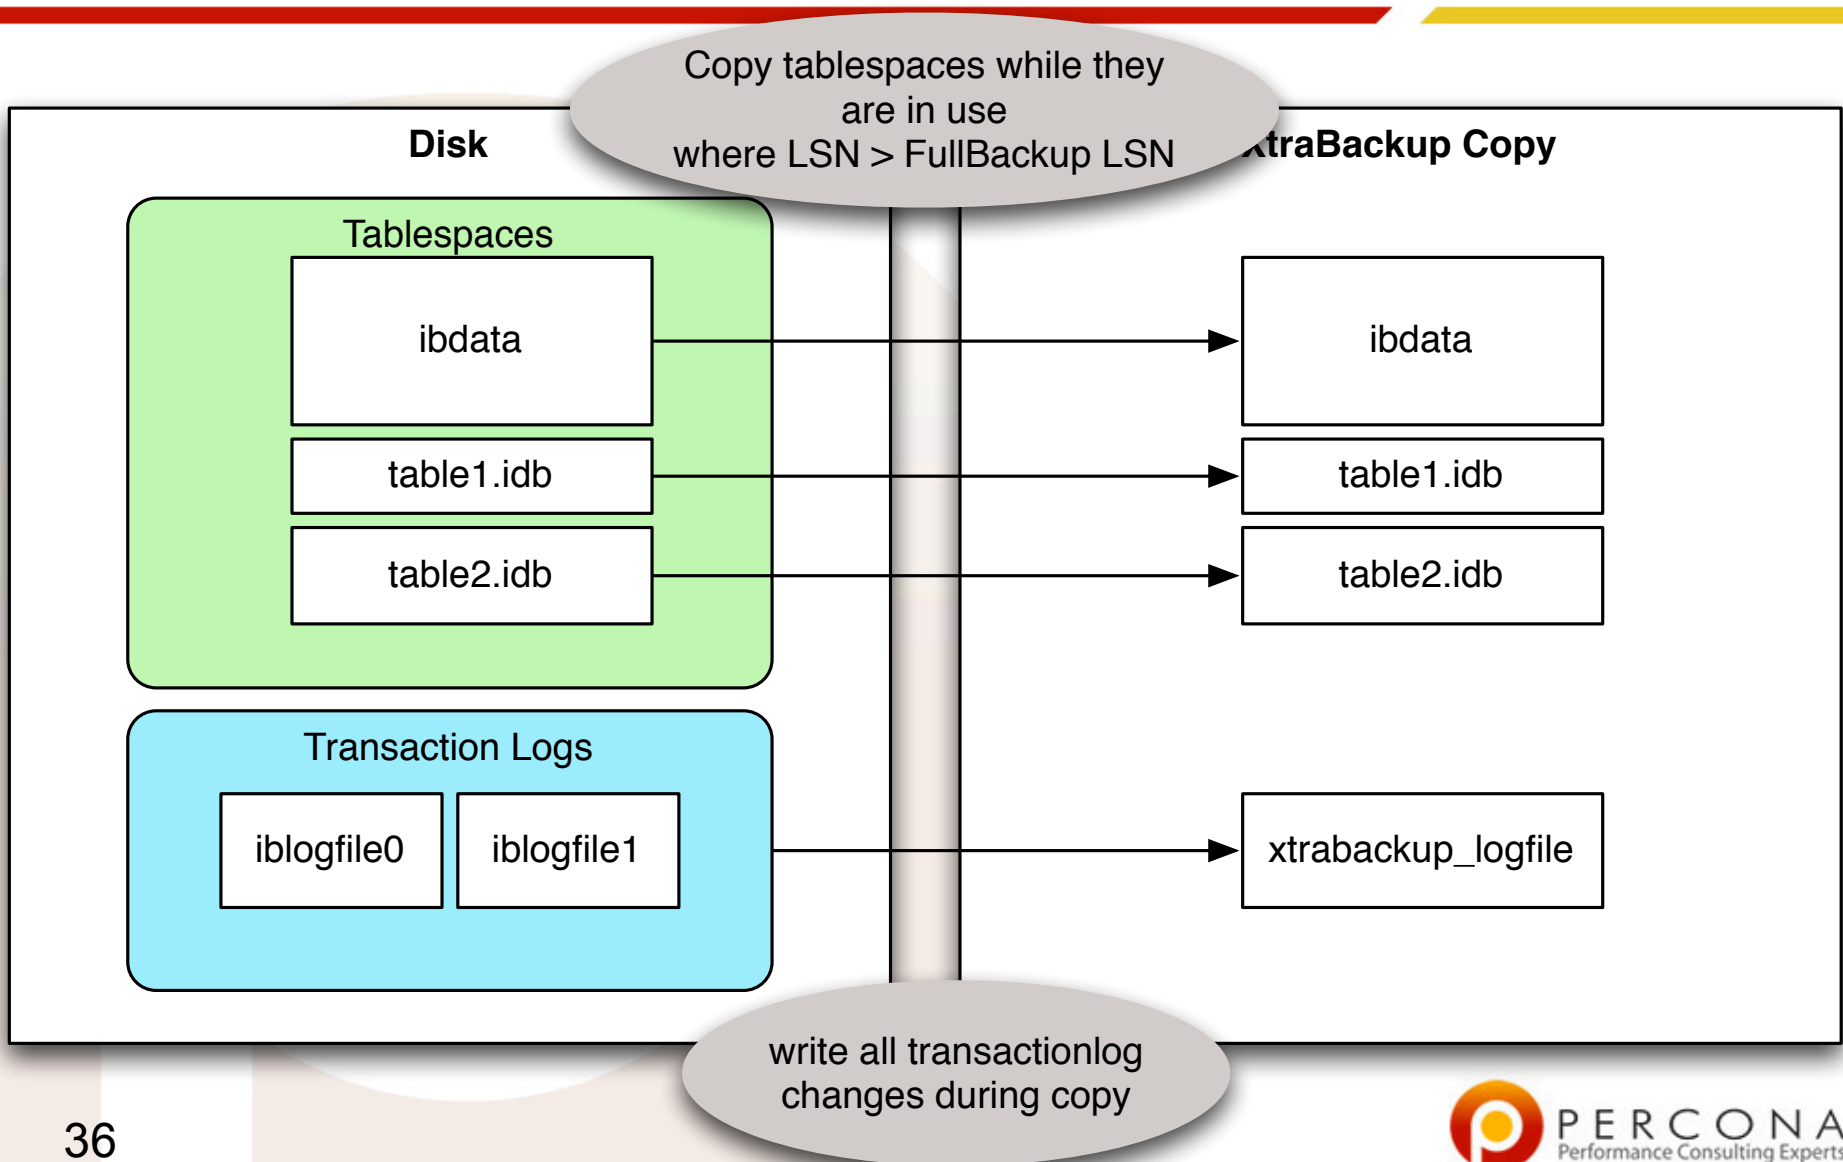 Copy tablespaces while they
are in use
where LSN > FullBackup LSN
Disk
traBackup Copy
Tablespaces
ibdata
ibdata
table1.idb
table1.idb
table2.idb
table2.idb
Transaction Logs
iblogfile0
iblogfile1
xtrabackup_logfile
write all transactionlog
changes during copy
36
PERCONA
Performance Consulting Experts